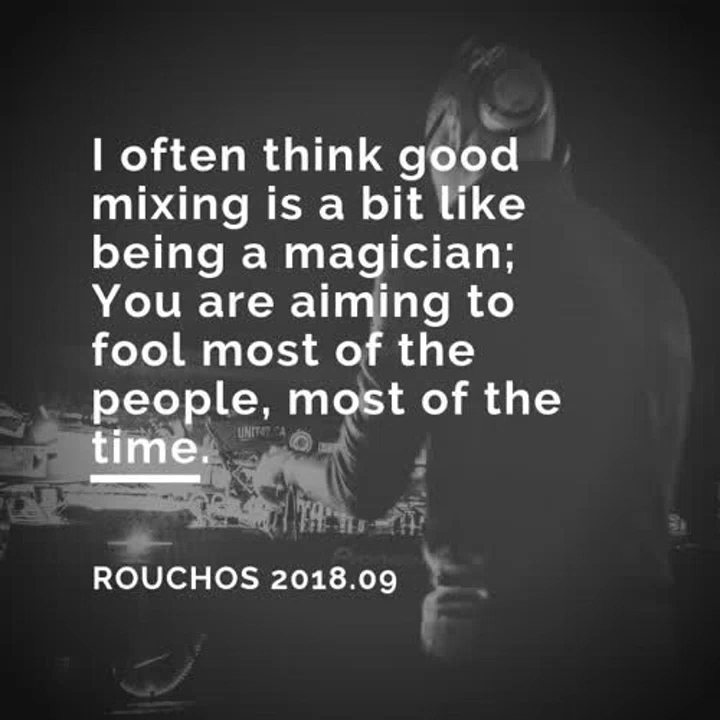 I often think good
mixing is a bit like
being a magician;
You are aiming to
fool most of the
people, most of the
time.
ROUCHOS 2018.09